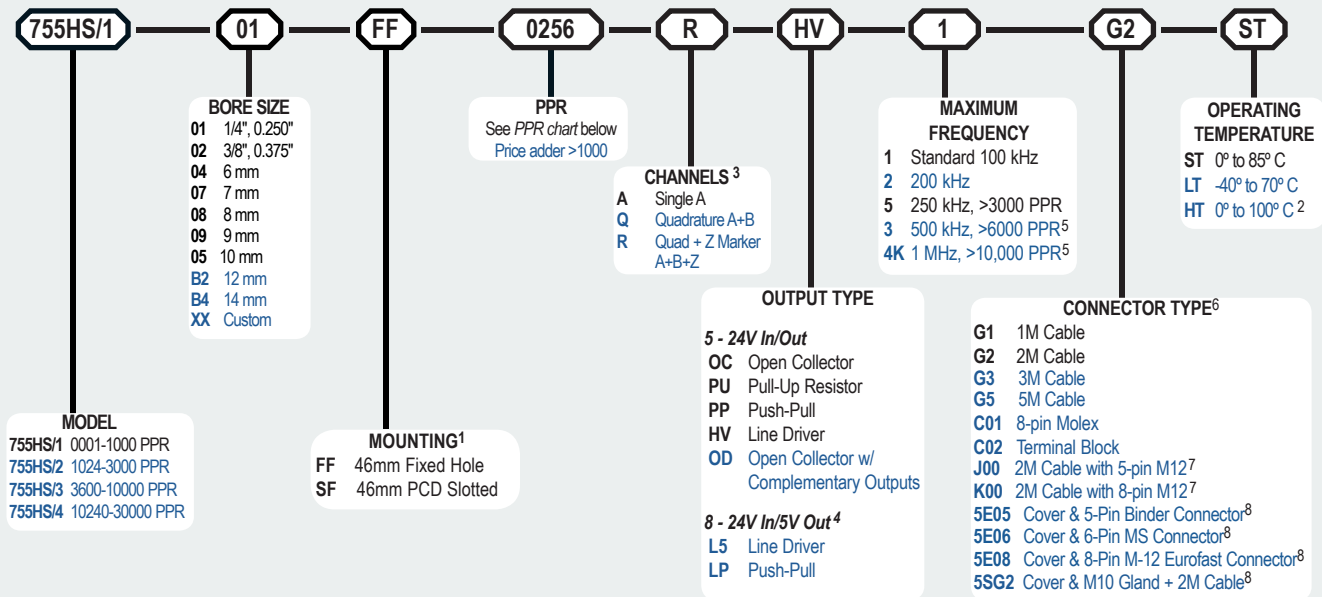 755HS/1 01 FF 0256 R HV 1 G2 ST
BORE SIZE
01 1/4", 0.250"
02 3/8", 0.375"
04 6 mm
07 7 mm
08 8 mm
09 9 mm
05 10 mm
B2 12 mm
B4 14 mm
XX Custom
PPR
See PPR chart below
Price adder >1000
CHANNELS 3
A Single A
Q Quadrature A+B
R Quad + Z Marker
A+B+Z
MAXIMUM
FREQUENCY
1 Standard 100 kHz
2 200 kHz
5 250 kHz, >3000 PPR
3 500 kHz, >6000 PPR5
4K 1 MHz, >10,000 PPR5
OPERATING
TEMPERATURE
ST 0º to 85º C
LT -40º to 70º C
HT 0º to 100º C 2
MODEL
755HS/1 0001-1000 PPR
755HS/2 1024-3000 PPR
755HS/3 3600-10000 PPR
755HS/4 10240-30000 PPR
MOUNTING1
FF 46mm Fixed Hole
SF 46mm PCD Slotted
OUTPUT TYPE
5 - 24V In/Out
OC Open Collector
PU Pull-Up Resistor
PP Push-Pull
HV Line Driver
OD Open Collector w/
Complementary Outputs
8 - 24V In/5V Out 4
L5 Line Driver
LP Push-Pull
CONNECTOR TYPE6
G1 1M Cable
G2 2M Cable
G3 3M Cable
G5 5M Cable
C01 8-pin Molex
C02 Terminal Block
J00 2M Cable with 5-pin M127
K00 2M Cable with 8-pin M127
5E05 Cover & 5-Pin Binder Connector8
5E06 Cover & 6-Pin MS Connector8
5E08 Cover & 8-Pin M-12 Eurofast Connector8
5SG2 Cover & M10 Gland + 2M Cable8